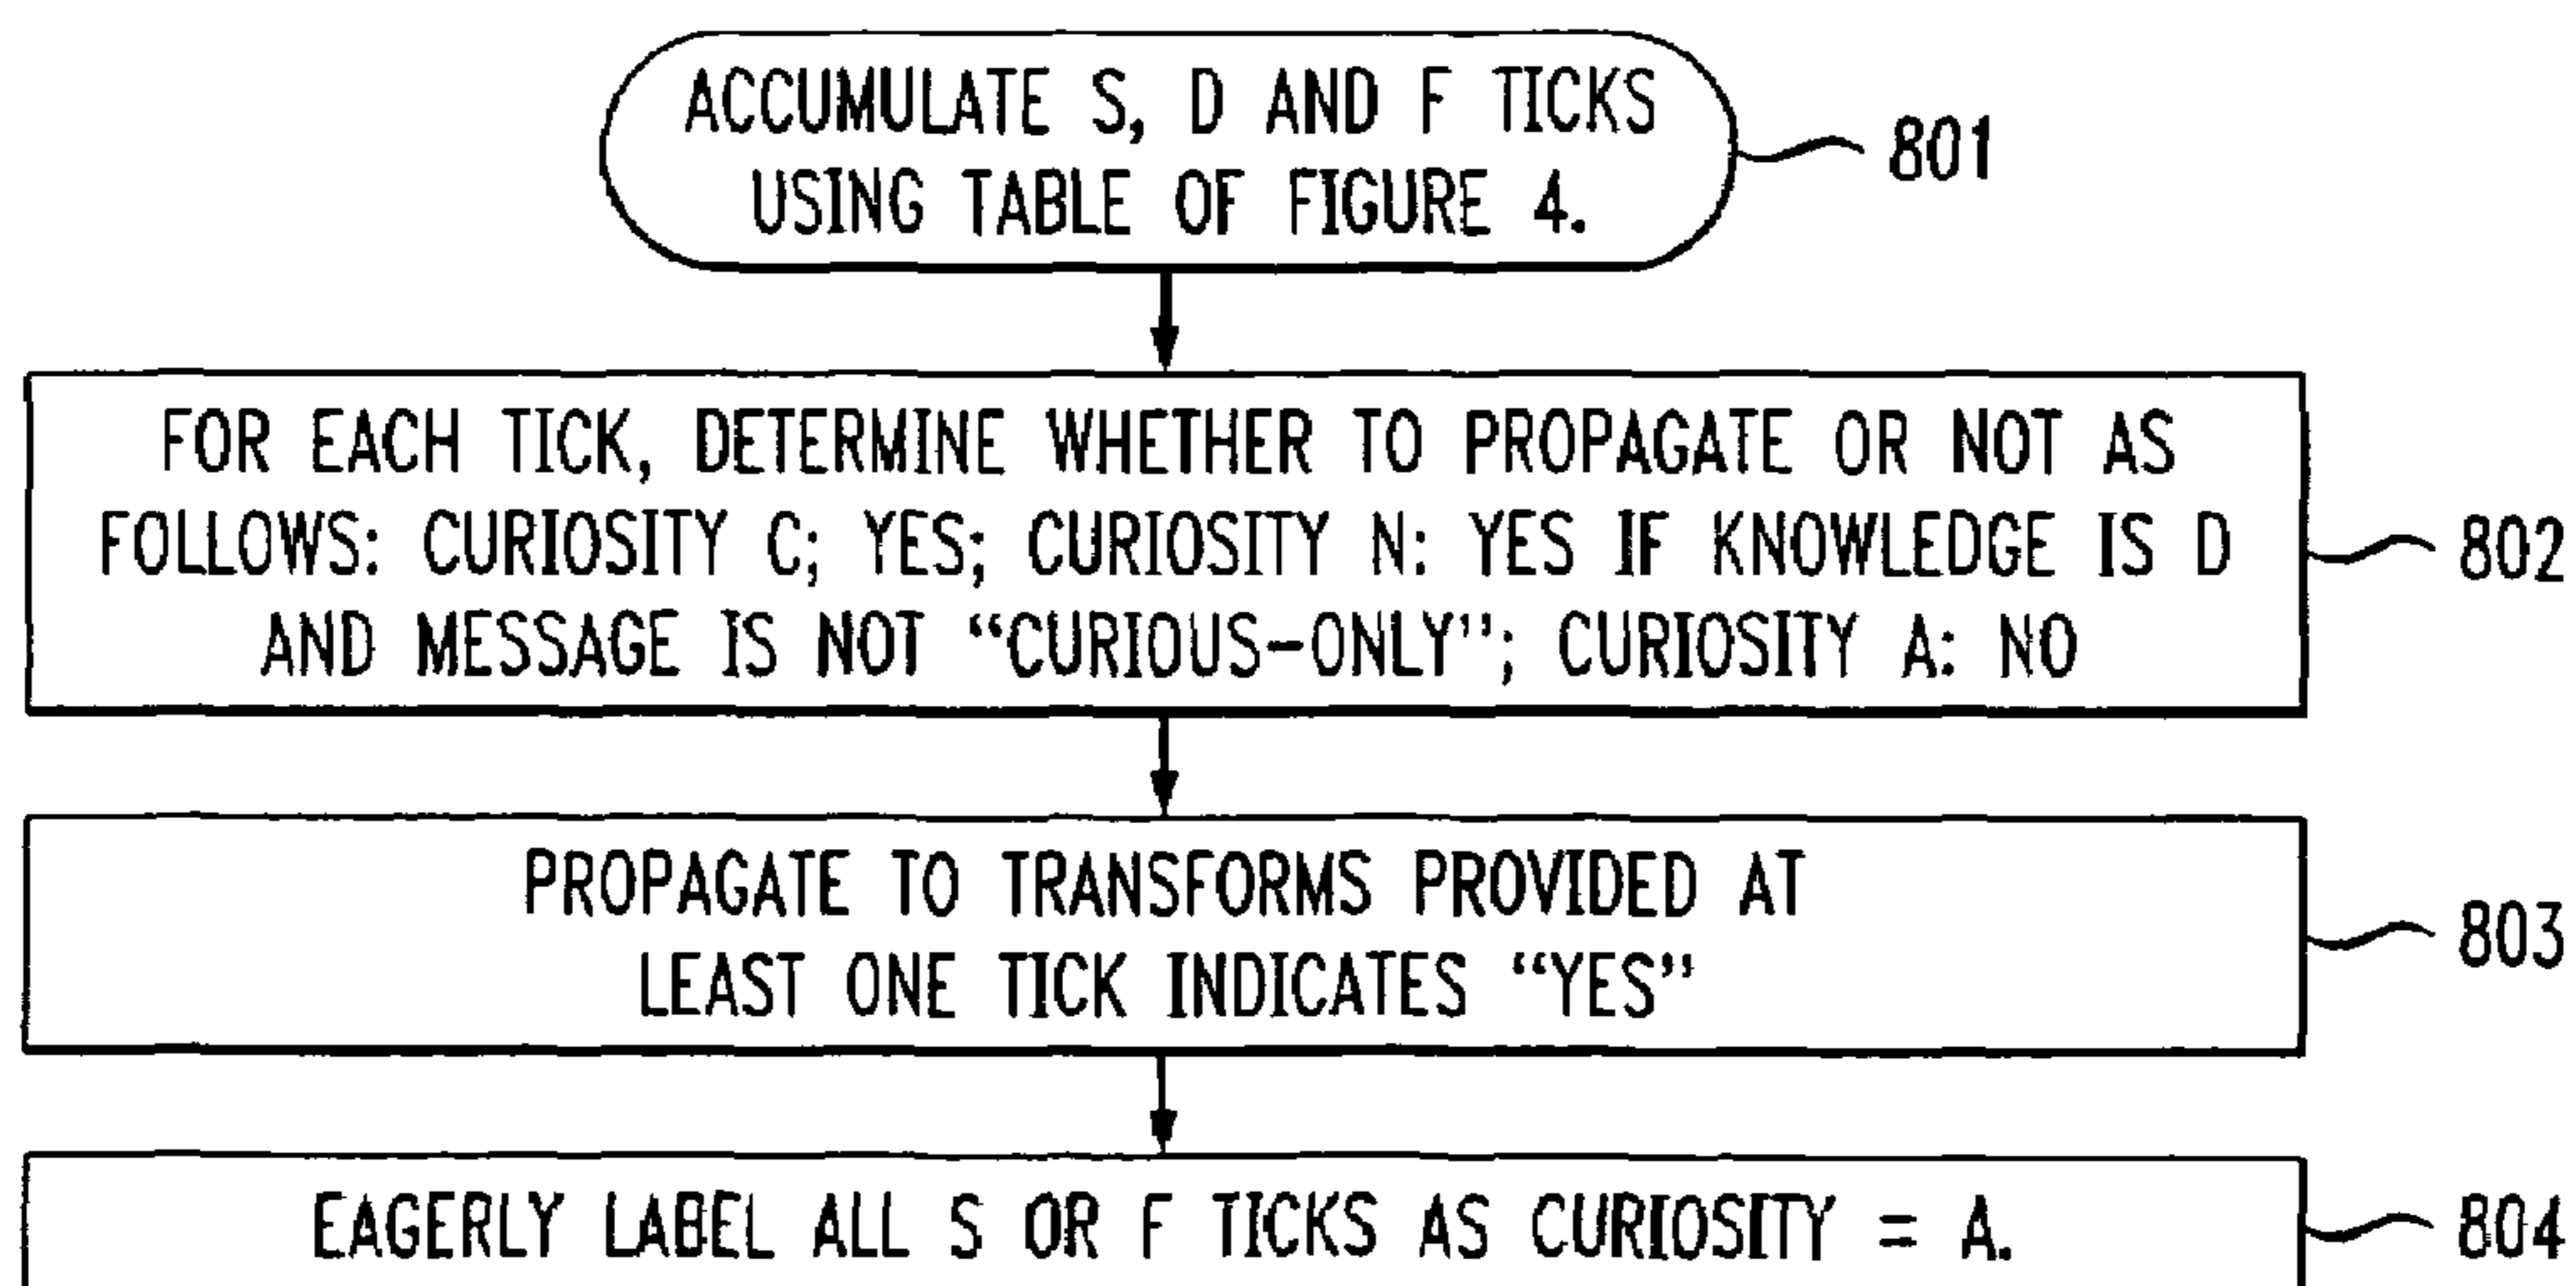 ACCUMULATE S, D AND F TICKS
USING TABLE OF FIGURE 4.
801
FOR EACH TICK, DETERMINE WHETHER TO PROPAGATE OR NOT AS
FOLLOWS: CURIOSITY C; YES; CURIOSITY N: YES IF KNOWLEDGE IS D
AND MESSAGE IS NOT “CURIOUS-ONLY”; CURIOSITY A: NO
802
PROPAGATE TO TRANSFORMS PROVIDED AT
LEAST ONE TICK INDICATES “YES”
803
EAGERLY LABEL ALL S OR F TICKS AS CURIOSITY = A.
804